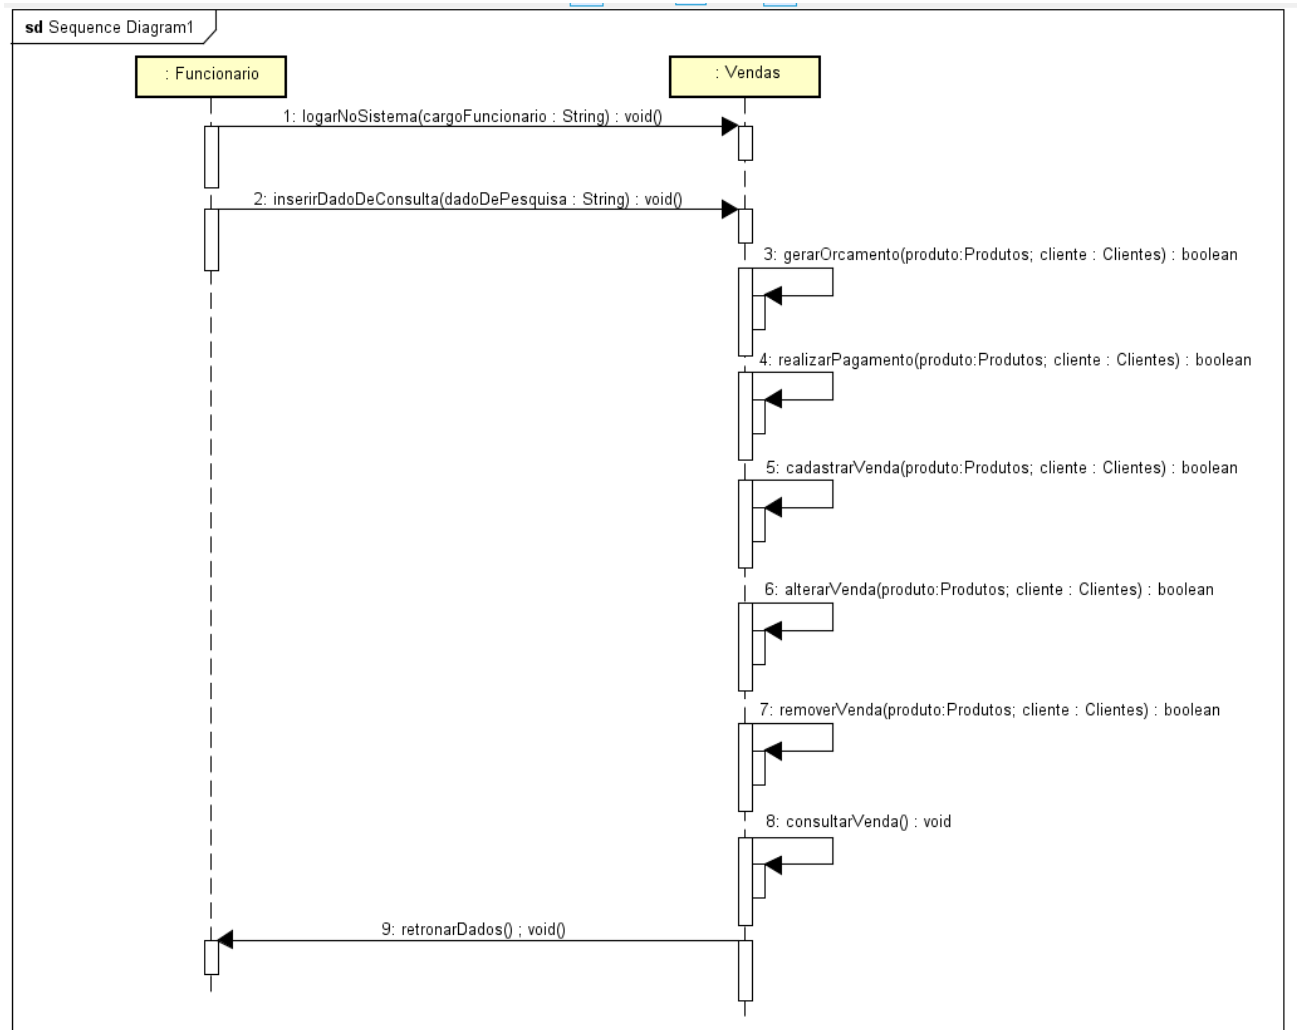 sd Sequence Diagram1
: Funcionario
: Vendas
1: logarNoSistema(cargoFuncionario : String) : void()
2: inserirDadoDeConsulta(dadoDePesquisa : String) : void()
3: gerarOrcamento(produto:Produtos; cliente : Clientes) : boolean
4: realizarPagamento(produto:Produtos; cliente : Clientes) : boolean
5: cadastrarVenda(produto:Produtos; cliente : Clientes) : boolean
6: alterarVenda(produto:Produtos; cliente : Clientes) : boolean
7: removerVenda(produto:Produtos; cliente : Clientes) : boolean
8: consultarVenda() : void
9: retronarDados() ; void()